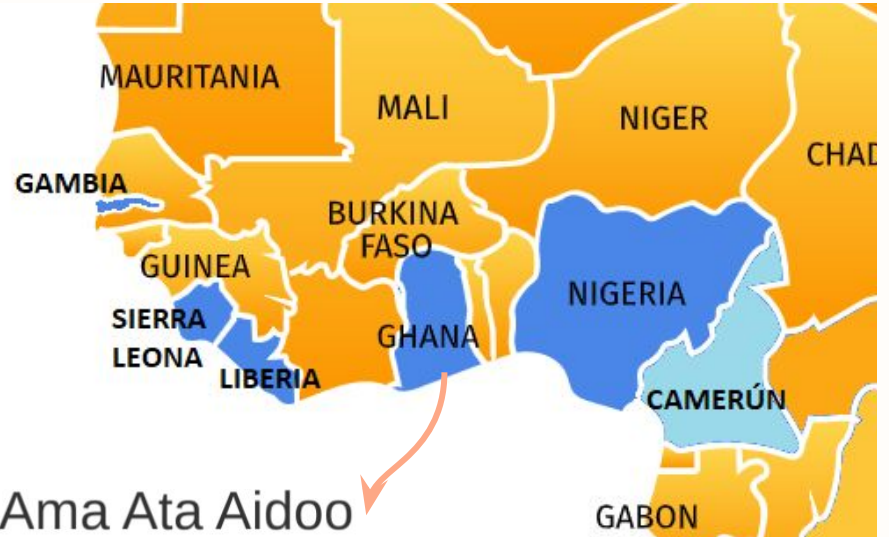 MAURITANIA
MALI
NIGER
CHAD
GAMBIA
BURKINA
FASO
GUINEA
NIGERIA
SIERRA
LEONA
GHANA
LIBERIA
CAMERÚN
Ama Ata Aidoo
GABON